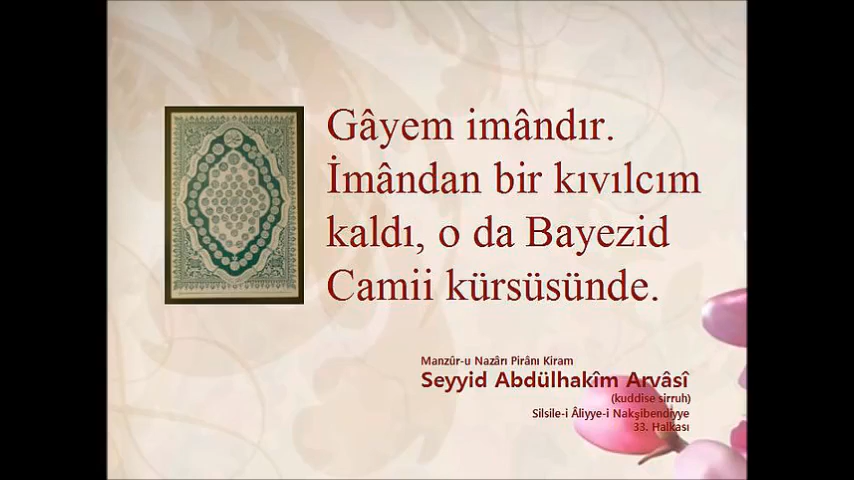 Gâyem imândır.
İmândan bir kıvılcım
kaldı, o da Bayezid
Camii kürsüsünde.
Manzûr-u Nazârı Pirânı Kiram
Seyyid Abdülhakîm Arvâsî
(kuddise sirruh)
Silsile-i Âliyye-i Nakşibendiyye
33. Halkası